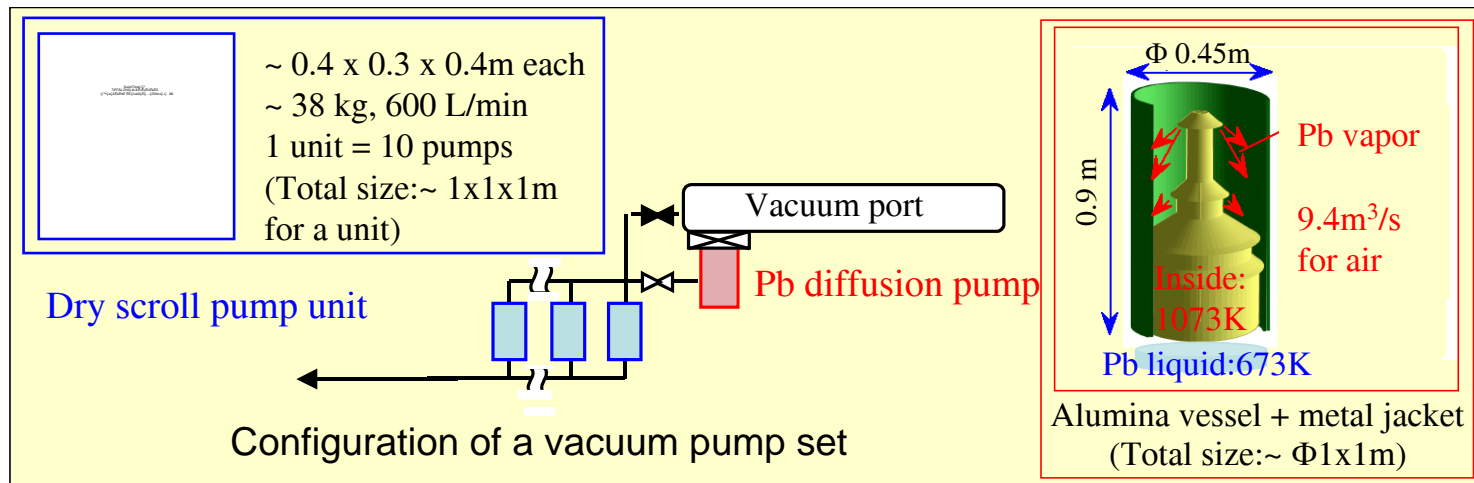 ~ 0.4 x 0.3 x 0.4m each
~ 38 kg, 600 L/min
1 unit = 10 pumps
(Total size:~ 1x1x1m
for a unit)
Dry scroll pump unit
Vacuum port
Pb diffusion pump
Configuration of a vacuum pump set
Φ 0.45m
0.9 m
Pb vapor
9.4m³/s
for air
Inside:
1073K
Pb liquid:673K
Alumina vessel + metal jacket
(Total size:~ Φ1x1m)